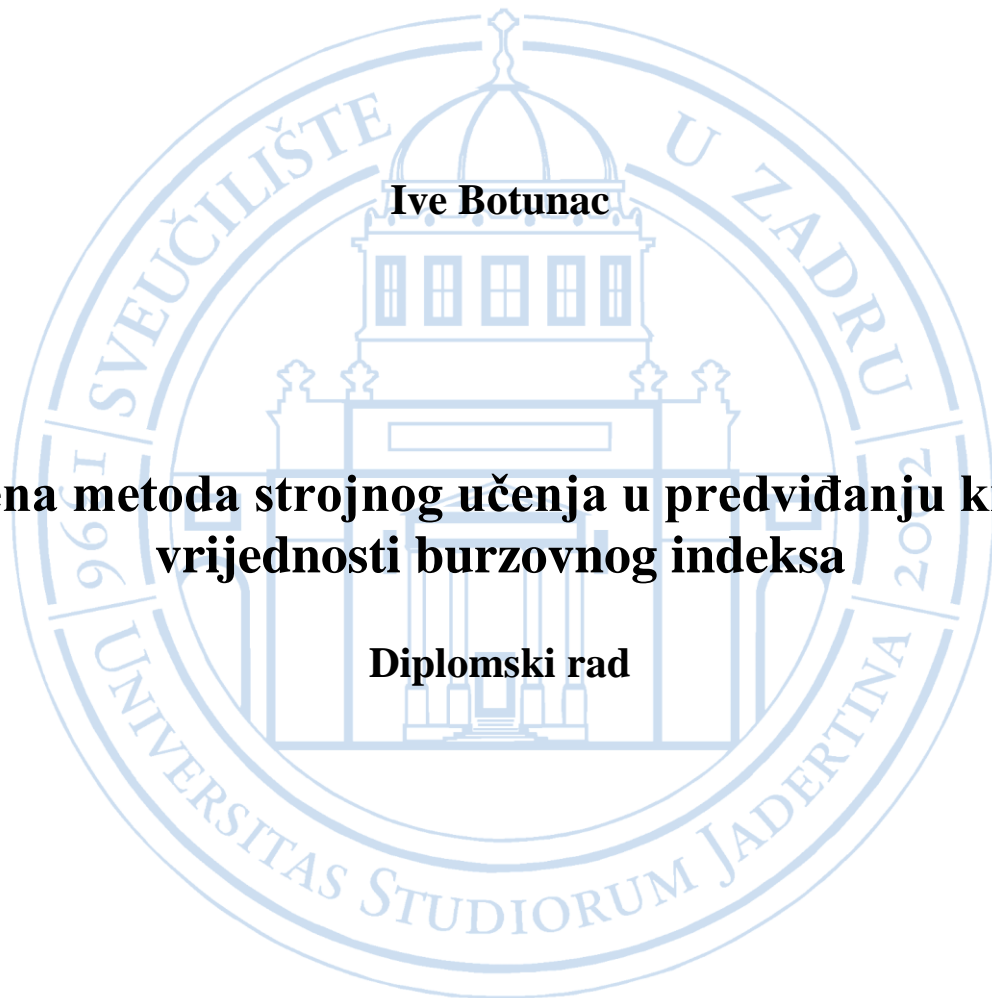 SVEUČILIŠTE U ZADRU
Ive Botunac
ena metoda strojnog učenja u predviđanju k
vrijednosti burzovnog indeksa
Diplomski rad
1396
2002
UNIVERSITAS STUDIORUM JADERTINA